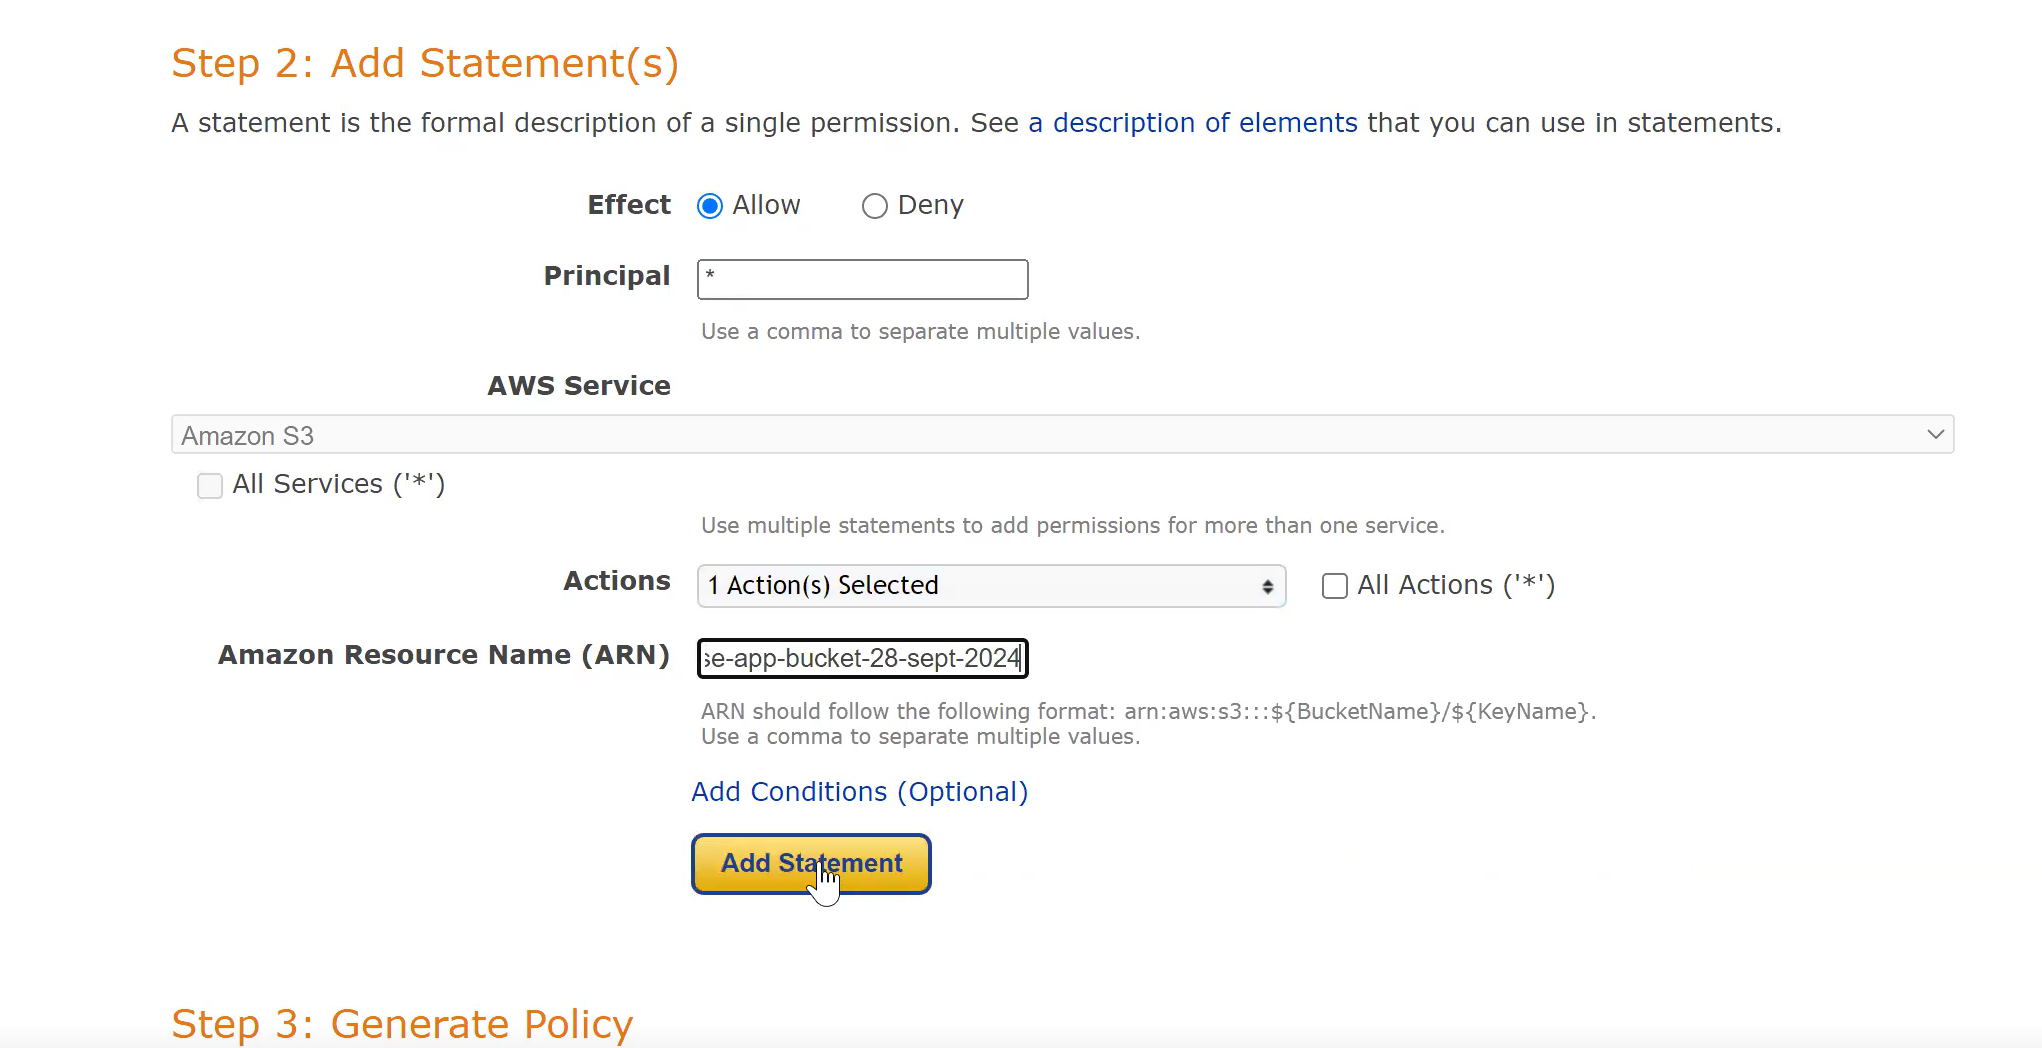 Step 2: Add Statement(s)
A statement is the formal description of a single permission. See a description of elements that you can use in statements.
Effect Allow Deny
Principal *
Use a comma to separate multiple values.
AWS Service
Amazon S3
All Services ('*')
Use multiple statements to add permissions for more than one service.
Actions 1 Action(s) Selected All Actions ('*')
Amazon Resource Name (ARN) se-app-bucket-28-sept-2024
ARN should follow the following format: arn:aws:s3:::${BucketName}/${KeyName}.
Use a comma to separate multiple values.
Add Conditions (Optional)
Add Statement
Step 3: Generate Policy